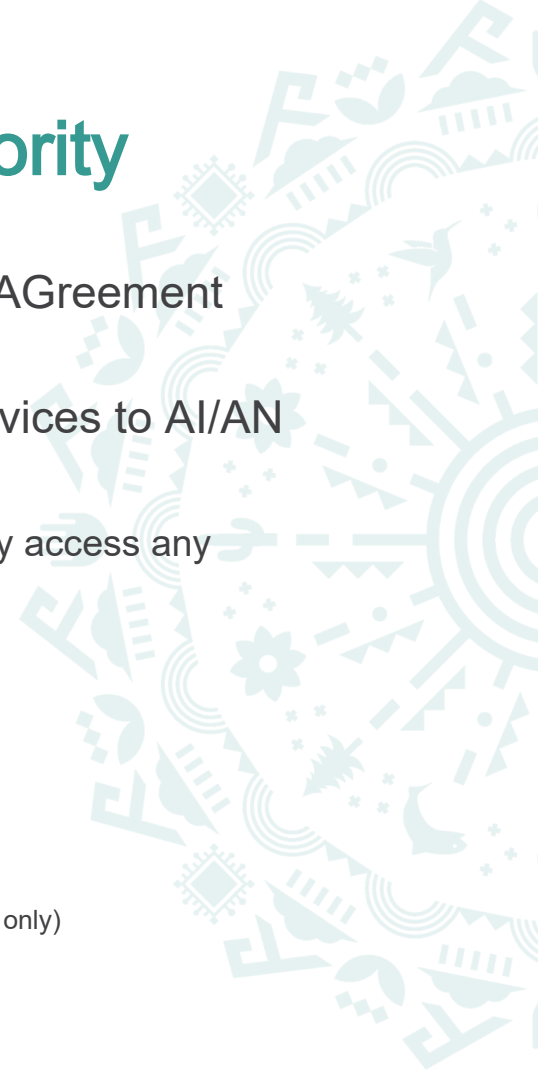 ority
AGreement
vices to AI/AN
y access any
only)